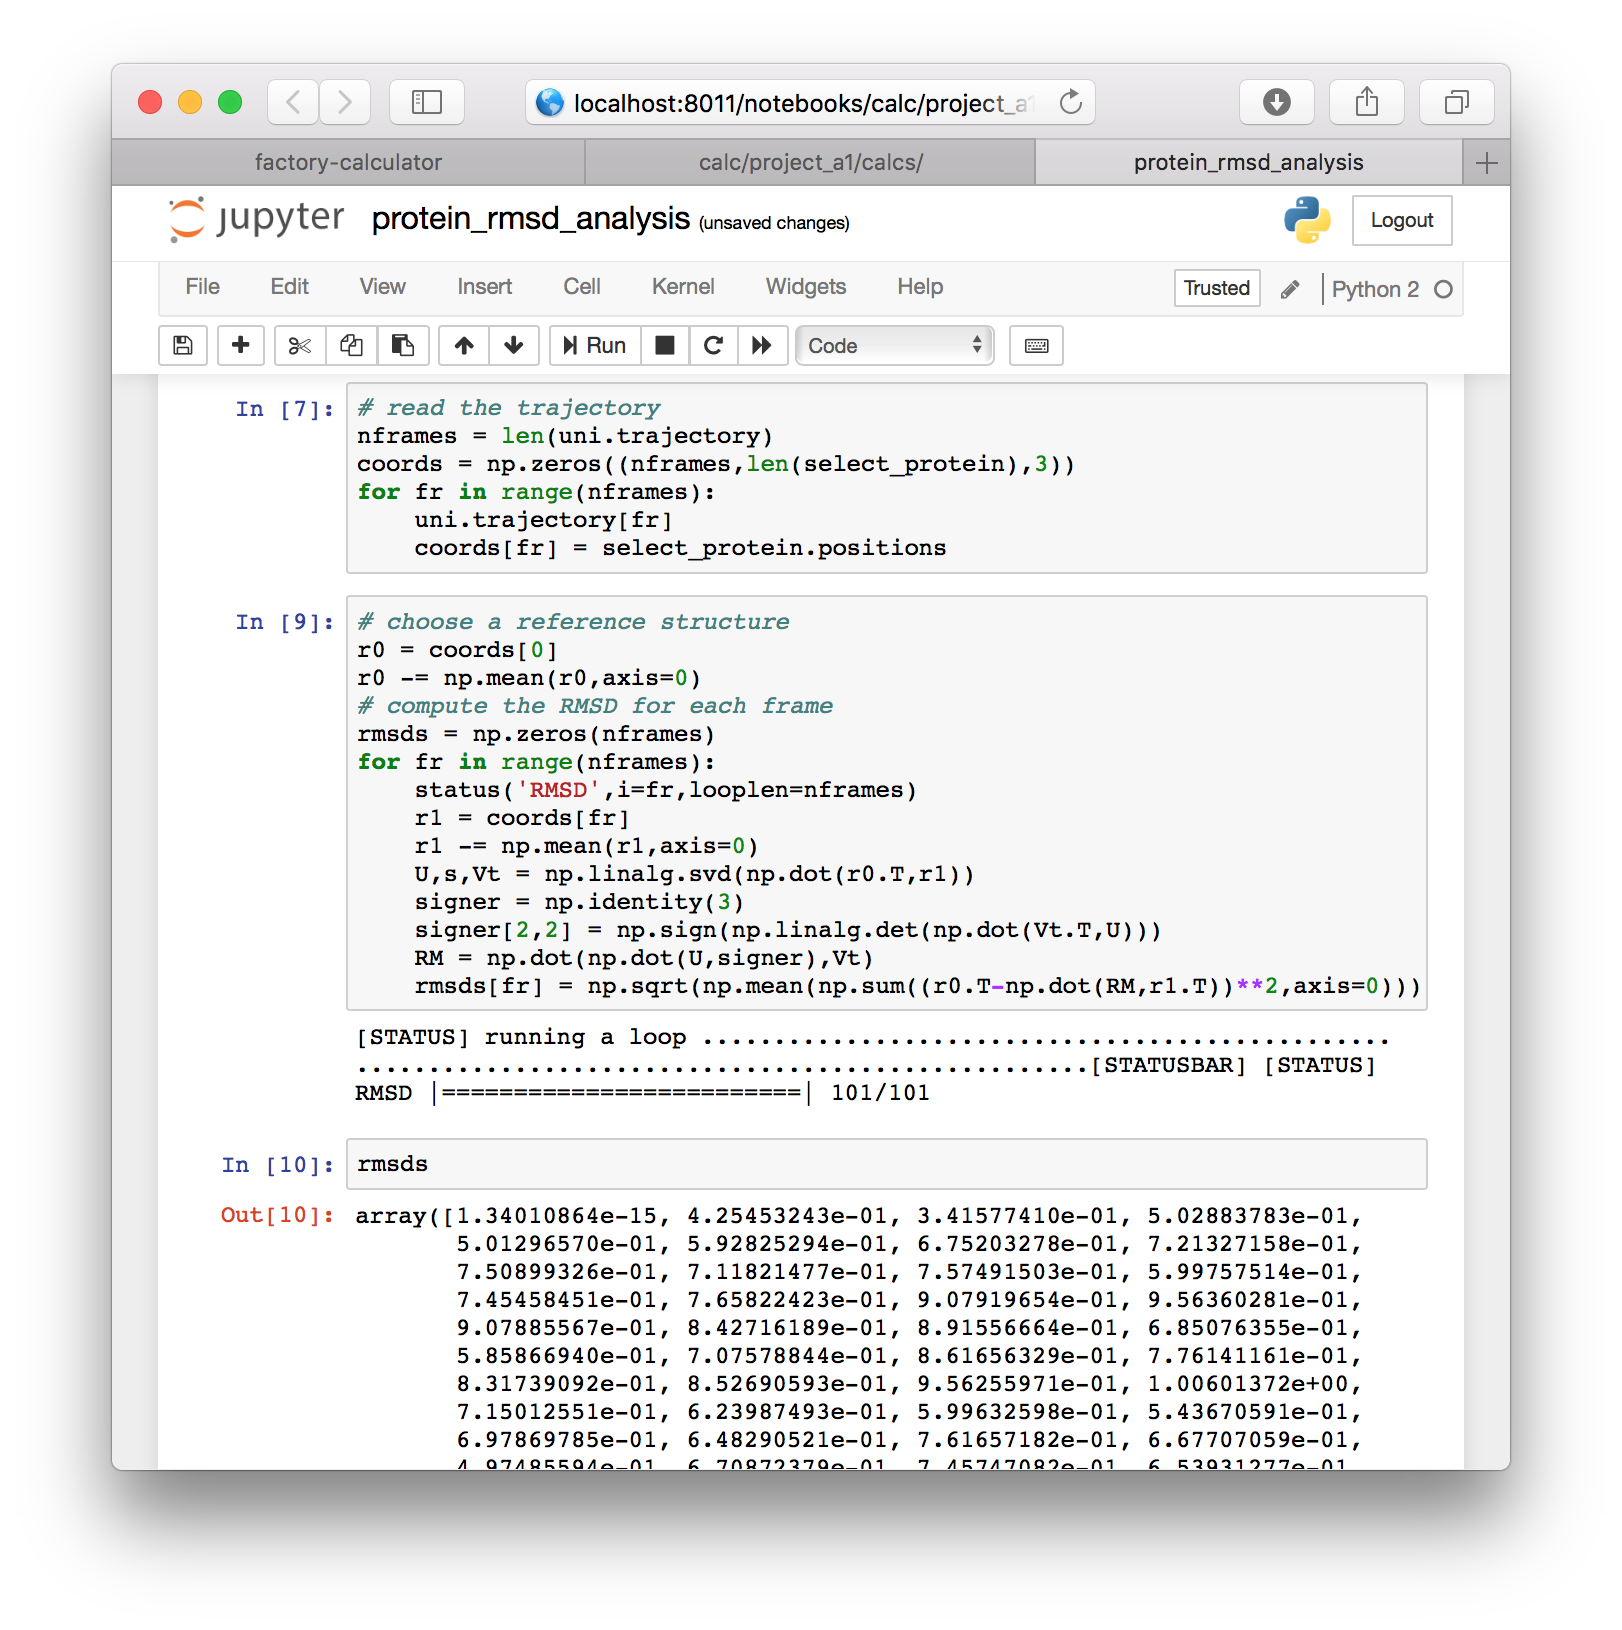 localhost:8011/notebooks/calc/project_a
factory-calculator
calc/project_a1/calcs/
protein_rmsd_analysis
jupyter protein_rmsd_analysis (unsaved changes)
Logout
File Edit View Insert Cell Kernel Widgets Help
Trusted
Python 2
Run
Code
In [7]: # read the trajectory
nframes = len(uni.trajectory)
coords = np.zeros((nframes,len(select_protein),3))
for fr in range(nframes):
    uni.trajectory[fr]
    coords[fr] = select_protein.positions
In [9]: # choose a reference structure
r0 = coords[0]
r0 -= np.mean(r0,axis=0)
# compute the RMSD for each frame
rmsds = np.zeros(nframes)
for fr in range(nframes):
    status('RMSD',i=fr,looplen=nframes)
    r1 = coords[fr]
    r1 -= np.mean(r1,axis=0)
    U,s,Vt = np.linalg.svd(np.dot(r0.T,r1))
    signer = np.identity(3)
    signer[2,2] = np.sign(np.linalg.det(np.dot(Vt.T,U)))
    RM = np.dot(np.dot(U,signer),Vt)
    rmsds[fr] = np.sqrt(np.mean(np.sum((r0.T-np.dot(RM,r1.T))**2,axis=0)))
[STATUS] running a loop ................................................
...................................................[STATUSBAR] [STATUS]
RMSD |=========================| 101/101
In [10]: rmsds
Out[10]: array([1.34010864e-15, 4.25453243e-01, 3.41577410e-01, 5.02883783e-01,
5.01296570e-01, 5.92825294e-01, 6.75203278e-01, 7.21327158e-01,
7.50899326e-01, 7.11821477e-01, 7.57491503e-01, 5.99757514e-01,
7.45458451e-01, 7.65822423e-01, 9.07919654e-01, 9.56360281e-01,
9.07885567e-01, 8.42716189e-01, 8.91556664e-01, 6.85076355e-01,
5.85866940e-01, 7.07578844e-01, 8.61656329e-01, 7.76141161e-01,
8.31739092e-01, 8.52690593e-01, 9.56255971e-01, 1.00601372e+00,
7.15012551e-01, 6.23987493e-01, 5.99632598e-01, 5.43670591e-01,
6.97869785e-01, 6.48290521e-01, 7.61657182e-01, 6.67707059e-01,
4.97485594e-01, 6.70872379e-01, 7.45747082e-01, 6.53931277e-01